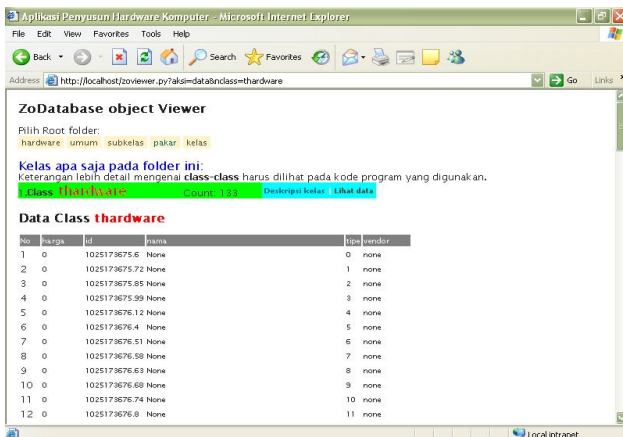 Aplikasi Penyusun Hardware Komputer - Microsoft Internet Explorer
File Edit View Favorites Tools Help
Back Search Favorites
Address http://localhost/zoviewer.py?aksi=data&nclass=thardware Go Links
ZoDatabase object Viewer
Pilih Root folder:
hardware umum subkelas pakar kelas
Kelas apa saja pada folder ini:
Keterangan lebih detail mengenai class-class harus dilihat pada kode program yang digunakan.
1.Class thardware Count: 133 Deskripsi kelas | Lihat data
Data Class thardware
No harga id nama tipe vendor
1 0 1025173675.6 None 0 none
2 0 1025173675.72 None 1 none
3 0 1025173675.85 None 2 none
4 0 1025173675.99 None 3 none
5 0 1025173676.12 None 4 none
6 0 1025173676.4 None 5 none
7 0 1025173676.51 None 6 none
8 0 1025173676.58 None 7 none
9 0 1025173676.63 None 8 none
10 0 1025173676.68 None 9 none
11 0 1025173676.74 None 10 none
12 0 1025173676.8 None 11 none
Local intranet